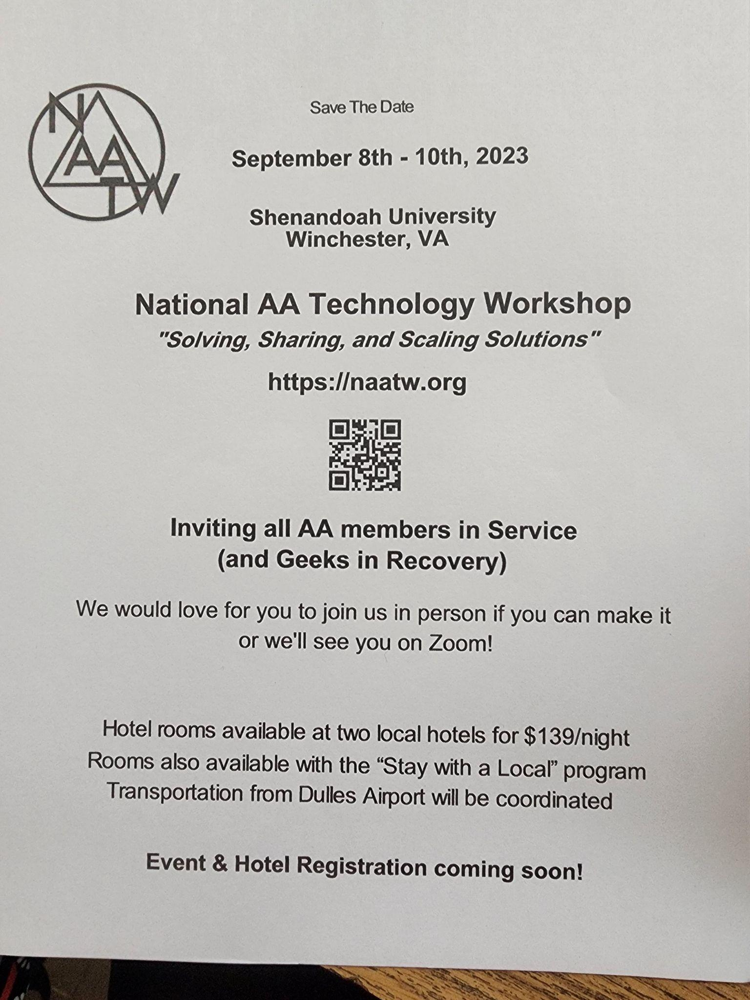 NAATW
Save The Date
September 8th - 10th, 2023
Shenandoah University
Winchester, VA
National AA Technology Workshop
"Solving, Sharing, and Scaling Solutions"
https://naatw.org
Inviting all AA members in Service
(and Geeks in Recovery)
We would love for you to join us in person if you can make it
or we'll see you on Zoom!
Hotel rooms available at two local hotels for $139/night
Rooms also available with the “Stay with a Local” program
Transportation from Dulles Airport will be coordinated
Event & Hotel Registration coming soon!